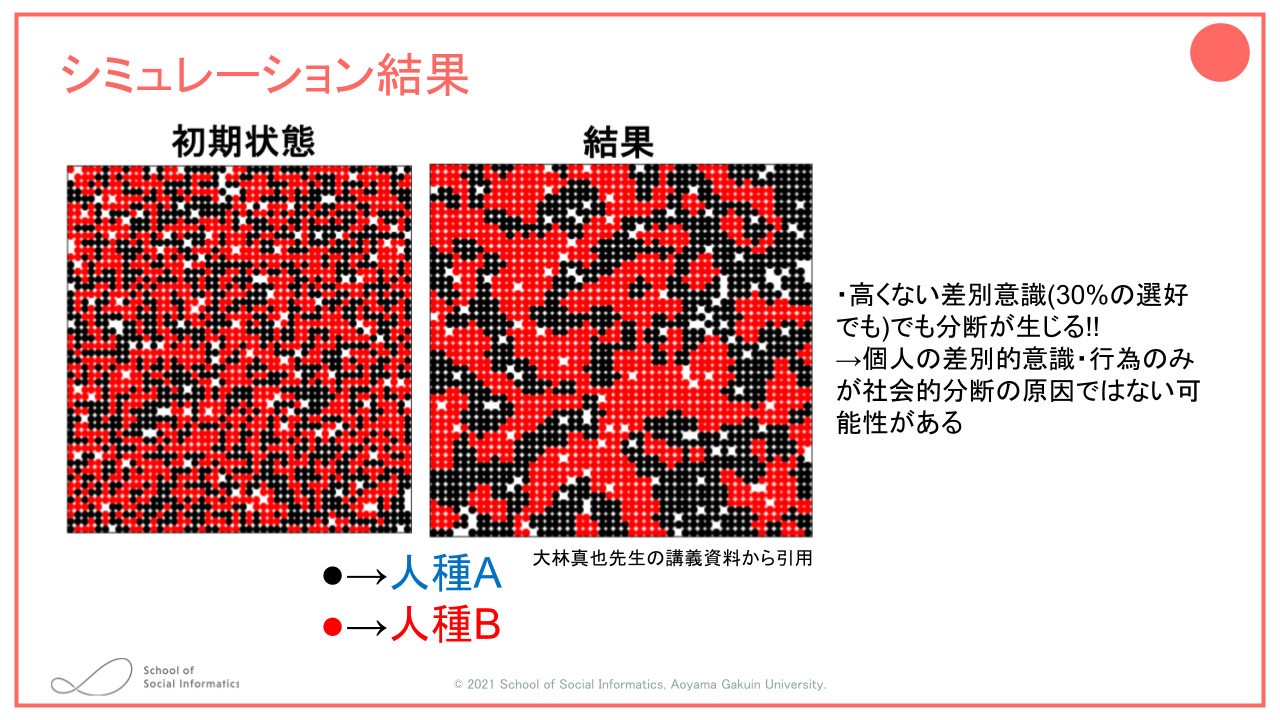 シミュレーション結果
初期状態
結果
・高くない差別意識(30%の選好
でも)でも分断が生じる!!
→個人の差別的意識・行為のみ
が社会的分断の原因ではない可
能性がある
大林真也先生の講義資料から引用
●→人種A
●→人種B
School of
Social Informatics
© 2021 School of Social Informatics, Aoyama Gakuin University.